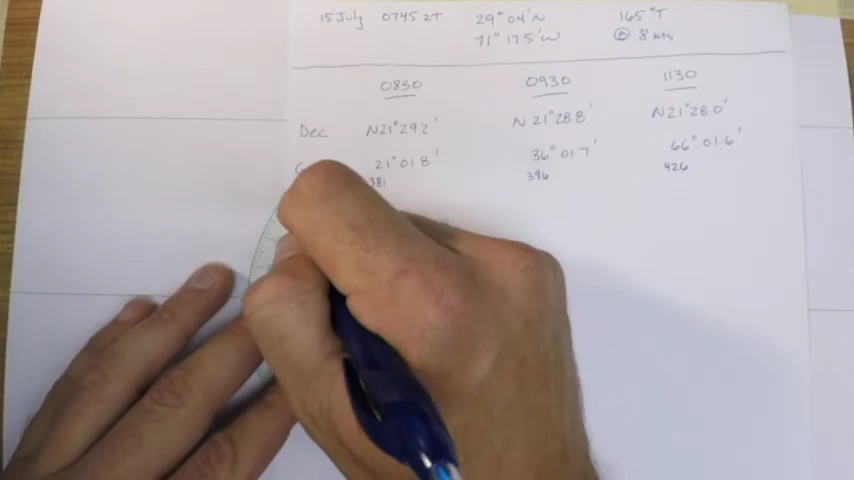 15 July 0745 ZT 29° 04' N 165° T
71° 17.5' W @ 8 kts
0830 0930 1130
Dec N21° 29.2' N 21° 28.8' N21° 28.0'
21° 01.8' 36° 01.7' 66° 01.6'
381 396 426